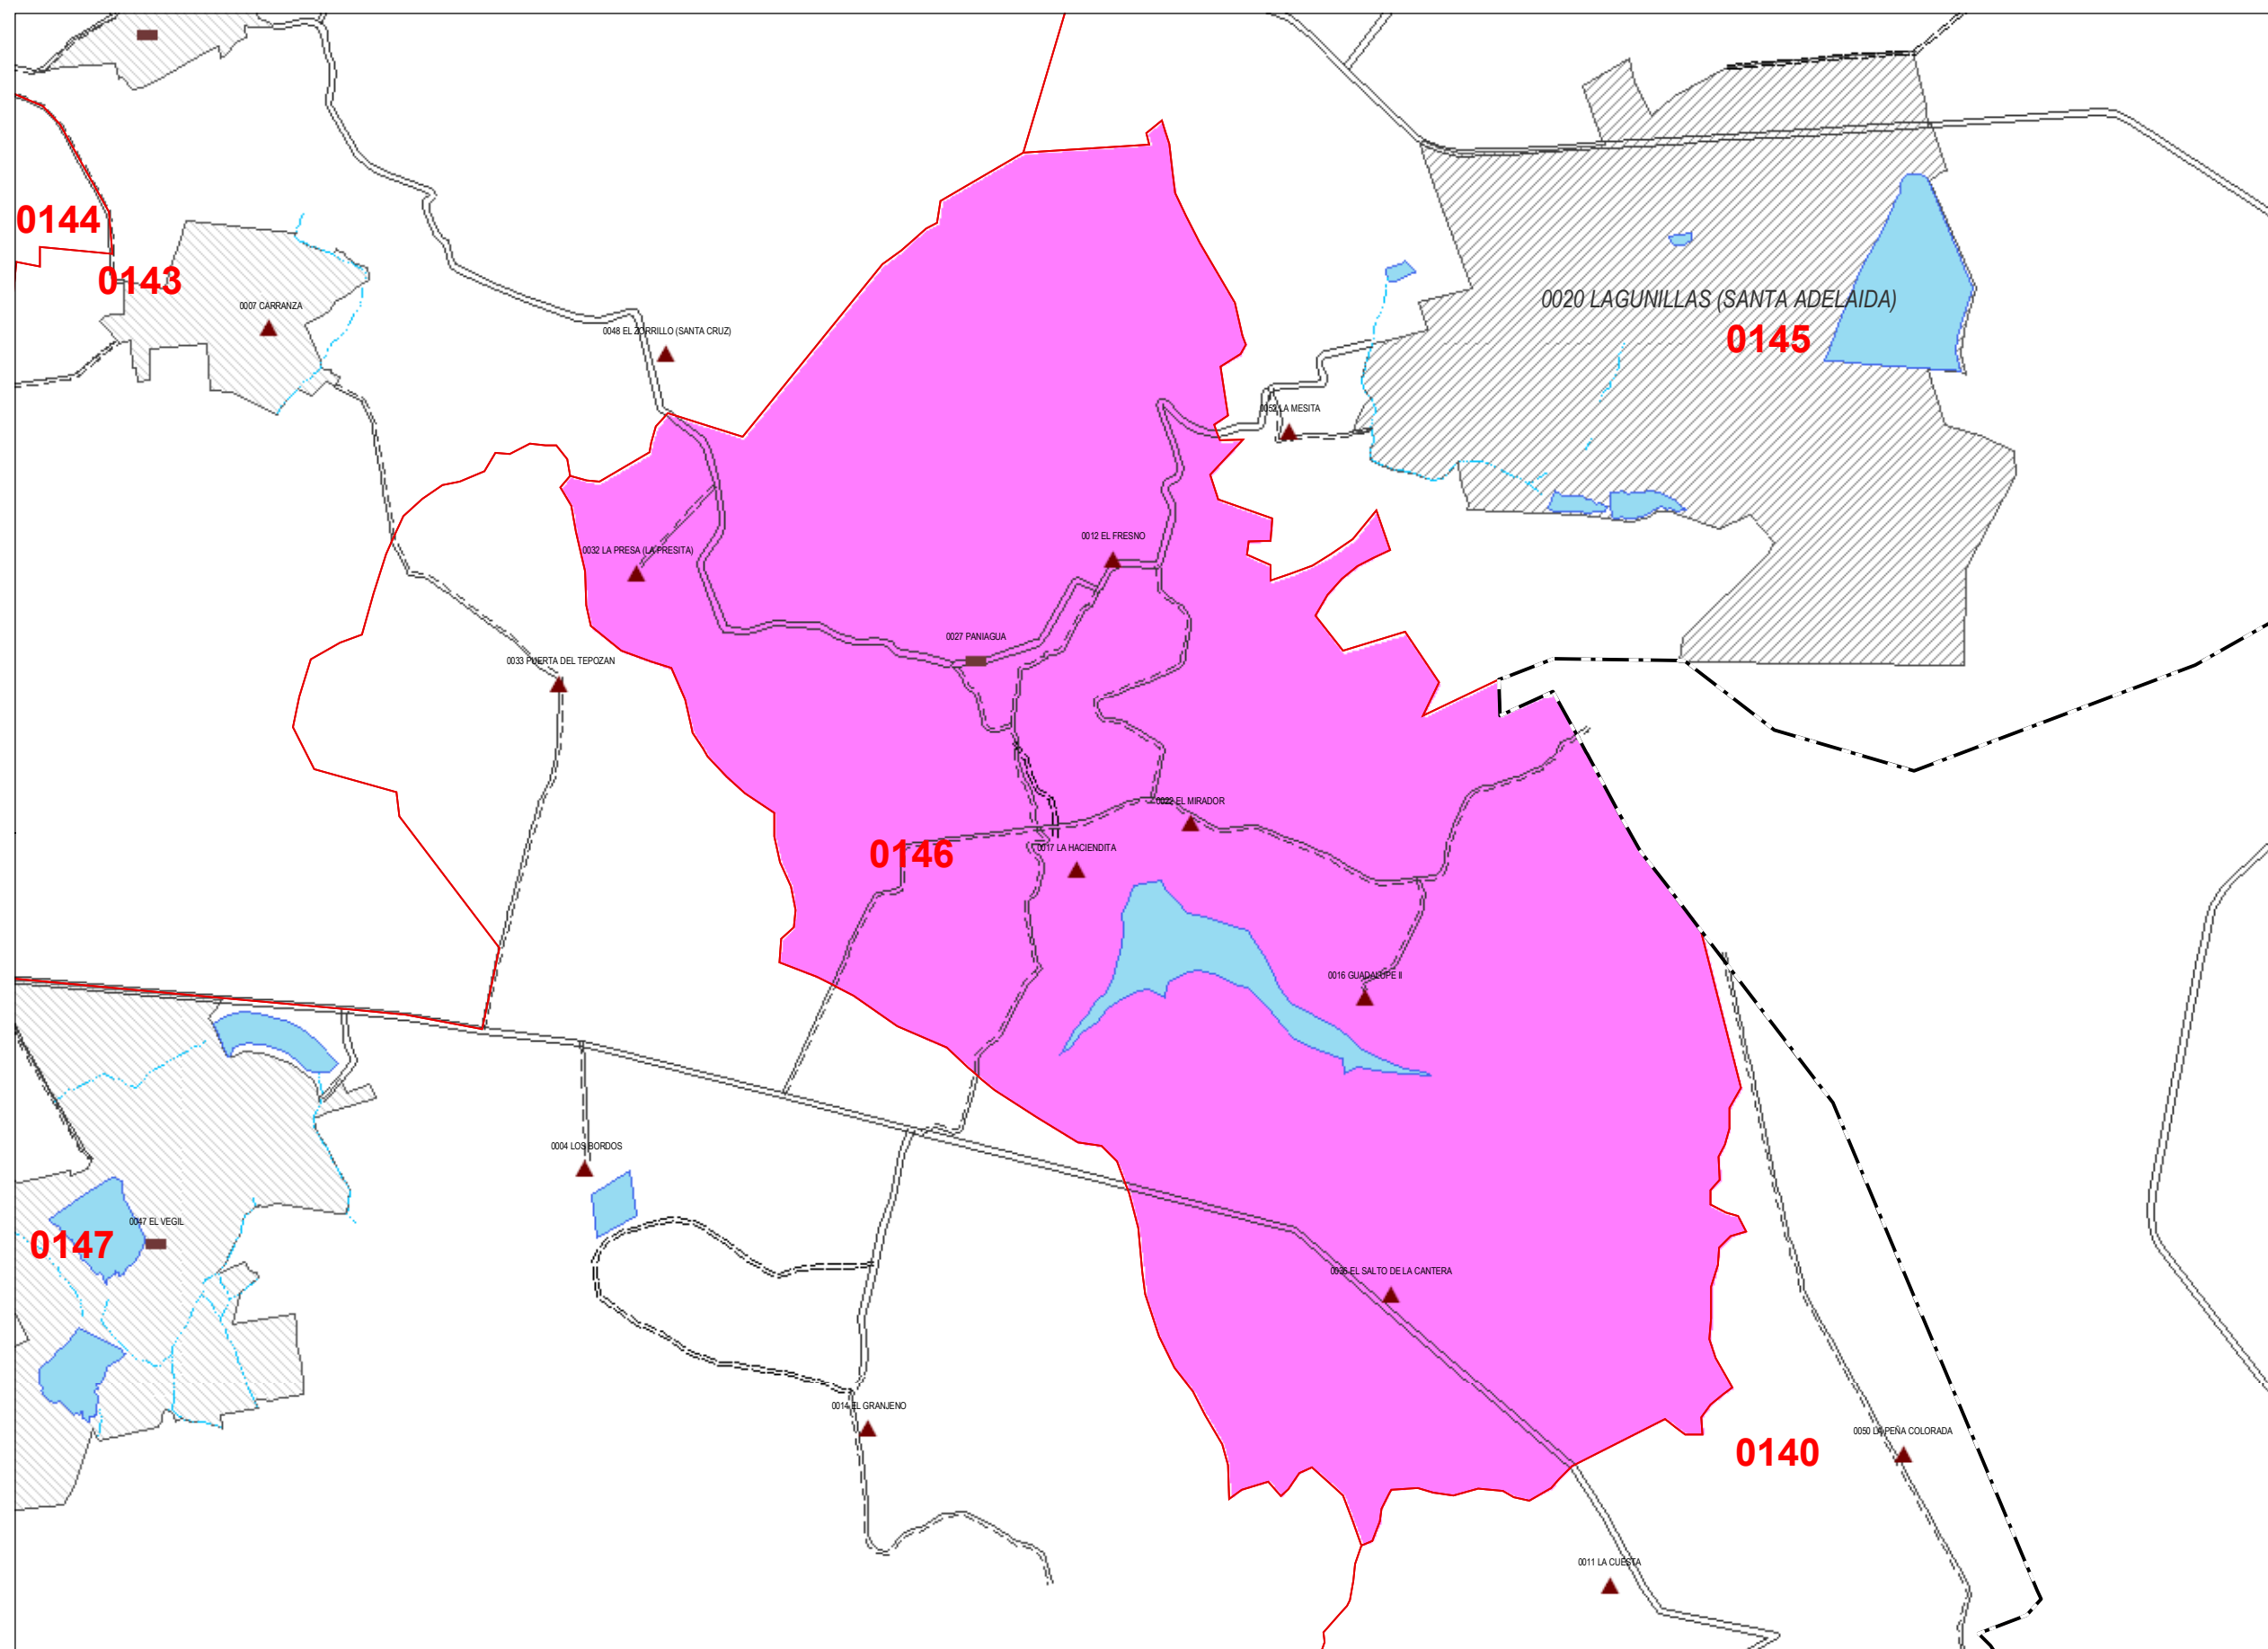 0144
0143
0007 CARRANZA
0048 EL ZORRILLO (SANTA CRUZ)
0020 LAGUNILLAS (SANTA ADELAIDA)
0145
0052 LA MESITA
0032 LA PRESA (LA PRESITA)
0012 EL FRESNO
0027 PANIAGUA
0033 PUERTA DEL TEPOZAN
0022 EL MIRADOR
0146
0017 LA HACIENDITA
0016 GUADALUPE II
0004 LOS BORDOS
0047 EL VEGIL
0147
0036 EL SALTO DE LA CANTERA
0014 EL GRANJENO
0050 LA PEÑA COLORADA
0140
0011 LA CUESTA